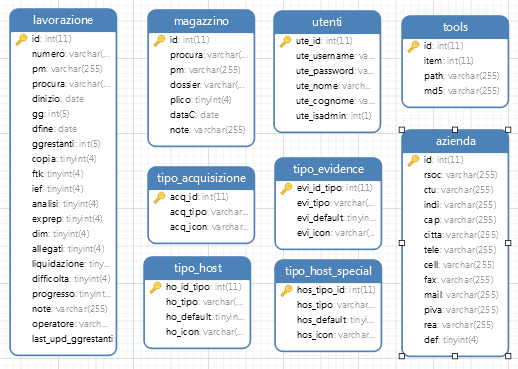 lavorazione
id: int(11)
numero: varchar(...
pm: varchar(255)
procura: varchar(...
dinizio: date
gg: int(5)
dfine: date
ggrestanti: int(5)
copia: tinyint(4)
ftk: tinyint(4)
ief: tinyint(4)
analisi: tinyint(4)
exprep: tinyint(4)
dim: tinyint(4)
allegati: tinyint(4)
liquidazione: tiny...
difficolta: tinyint(4)
progresso: tinyint...
note: varchar(255)
operatore: varch...
last_upd_ggrestanti:
magazzino
id: int(11)
procura: varchar(...
pm: varchar(255)
dossier: varchar(...
plico: tinyint(4)
dataC: date
note: varchar(255)
utenti
ute_id: int(11)
ute_username: va...
ute_password: va...
ute_nome: varch...
ute_cognome: va...
ute_isadmin: int(1)
tools
id: int(11)
item: int(11)
path: varchar(255)
md5: varchar(255)
tipo_acquisizione
acq_id: int(11)
acq_tipo: varchar...
acq_icon: varchar...
tipo_evidence
evi_id_tipo: int(11)
evi_tipo: varchar(...
evi_default: tinyin...
evi_icon: varchar(...
azienda
id: int(11)
rsoc: varchar(255)
ctu: varchar(255)
indi: varchar(255)
cap: varchar(255)
citta: varchar(255)
tele: varchar(255)
cell: varchar(255)
fax: varchar(255)
mail: varchar(255)
piva: varchar(255)
rea: varchar(255)
def: tinyint(4)
tipo_host
ho_id_tipo: int(11)
ho_tipo: varchar(...
ho_default: tinyin...
ho_icon: varchar(...
tipo_host_special
hos_tipo_id: int(11)
hos_tipo: varchar...
hos_default: tinyi...
hos_icon: varchar...